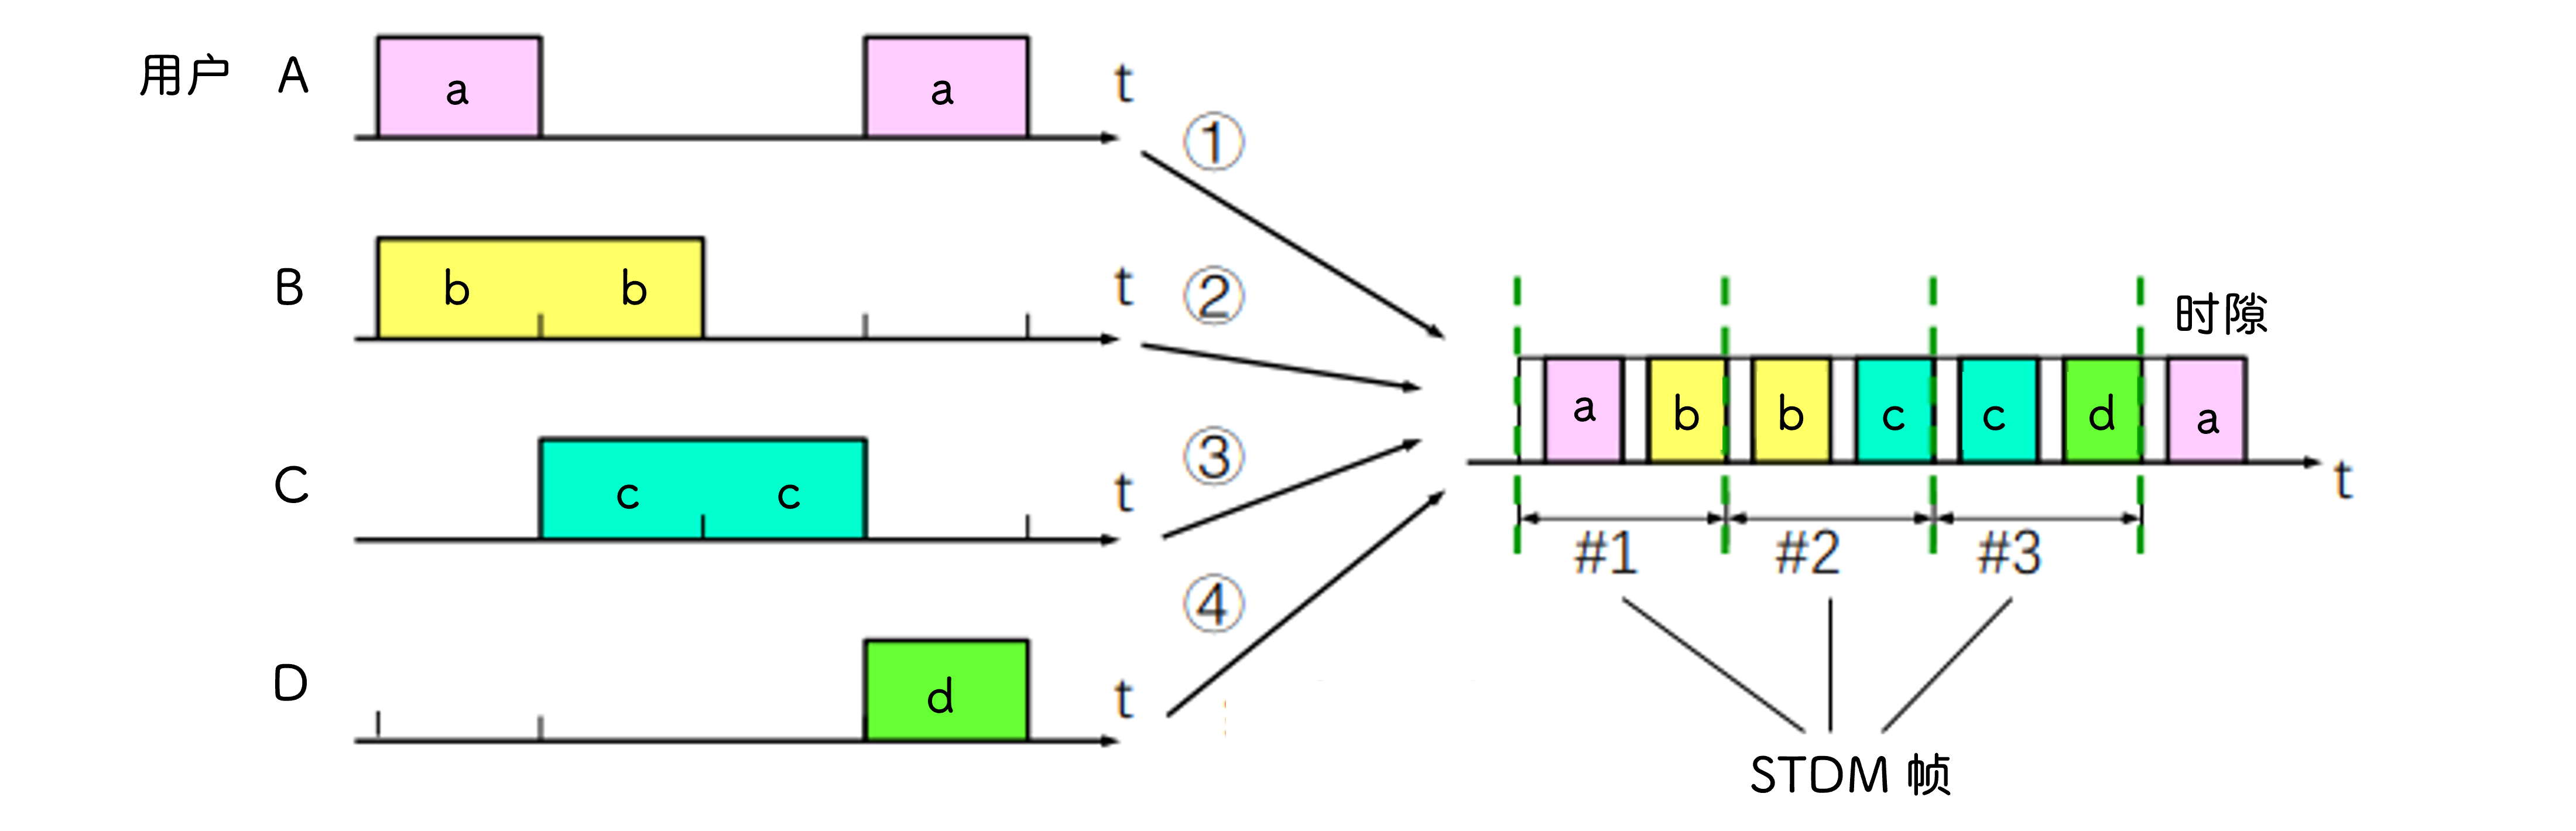 用户 A a a t
①
B b b t ②
时隙
a b b c c d a
C c c t ③
t
#1 #2 #3
④
D d t
STDM 帧